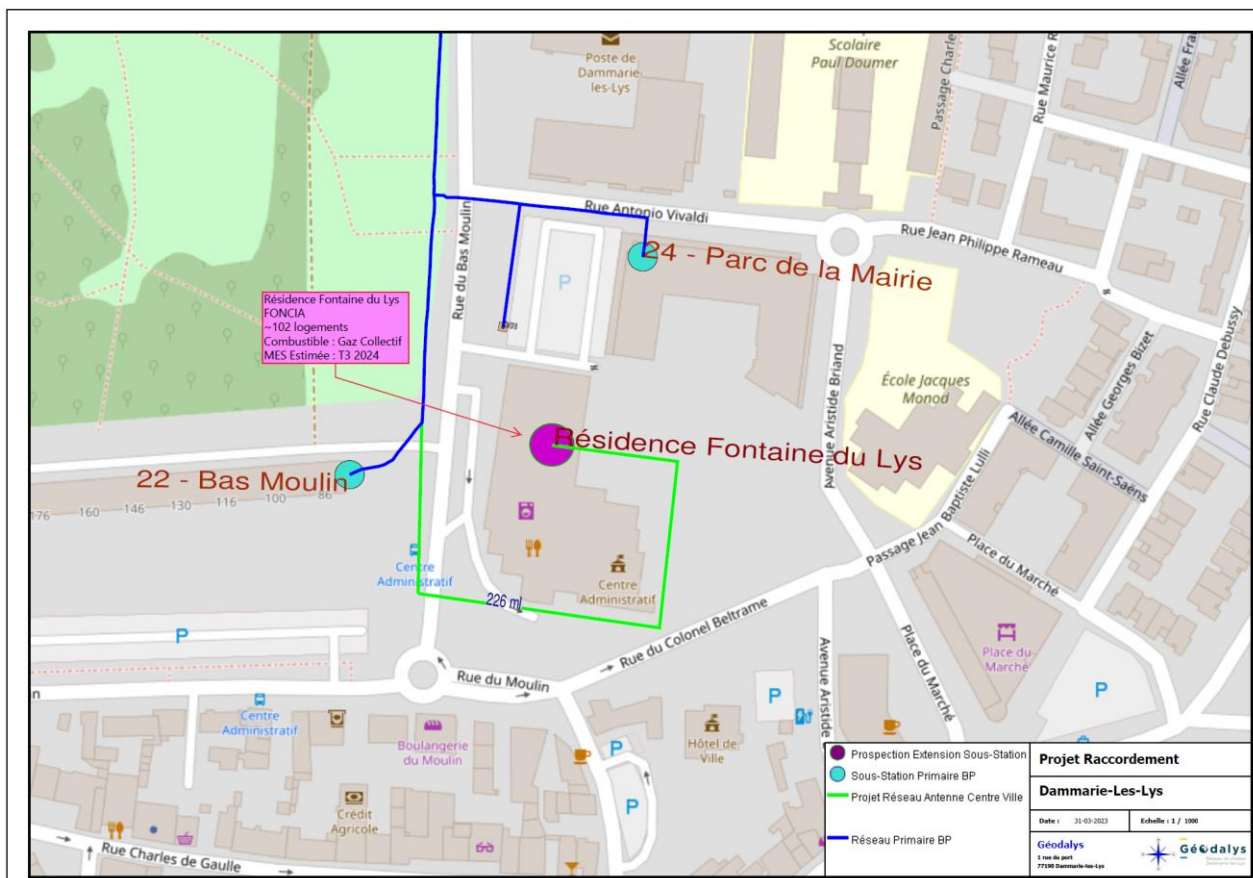 Poste de
Dammarie-
les-Lys
Scolaire
Paul Doumer
Passage Charle
Rue Maurice R
Allée Fran
Rue du Bas Moulin
Rue Antonio Vivaldi
Rue Jean Philippe Rameau
24 - Parc de la Mairie
P
Résidence Fontaine du Lys
FONCIA
~102 logements
Combustible : Gaz Collectif
MES Estimée : T3 2024
Avenue Aristide Briand
École Jacques
Monod
Allée Georges Bizet
Rue Claude Debussy
Allée Camille Saint-Saëns
Résidence Fontaine du Lys
22 - Bas Moulin
176
160
146
130
116
100
86
Passage Jean Baptiste Lulli
Centre
Administratif
Centre
Administratif
226 ml
Place du Marché
Rue du Colonel Beltrame
P
Place du
Marché
Avenue Aristide
Place du Marché
in
Rue du Moulin
P
P
Centre
Administratif
Boulangerie
du Moulin
Hôtel de
Ville
P
P
Crédit
Agricole
Rue Charles de Gaulle
Prospection Extension Sous-Station
Sous-Station Primaire BP
Projet Réseau Antenne Centre Ville
Réseau Primaire BP
Projet Raccordement
Dammarie-Les-Lys
Date : 31-03-2023
Echelle : 1 / 1000
Géodalys
1 rue du port
77190 Dammarie-les-Lys
Géodalys